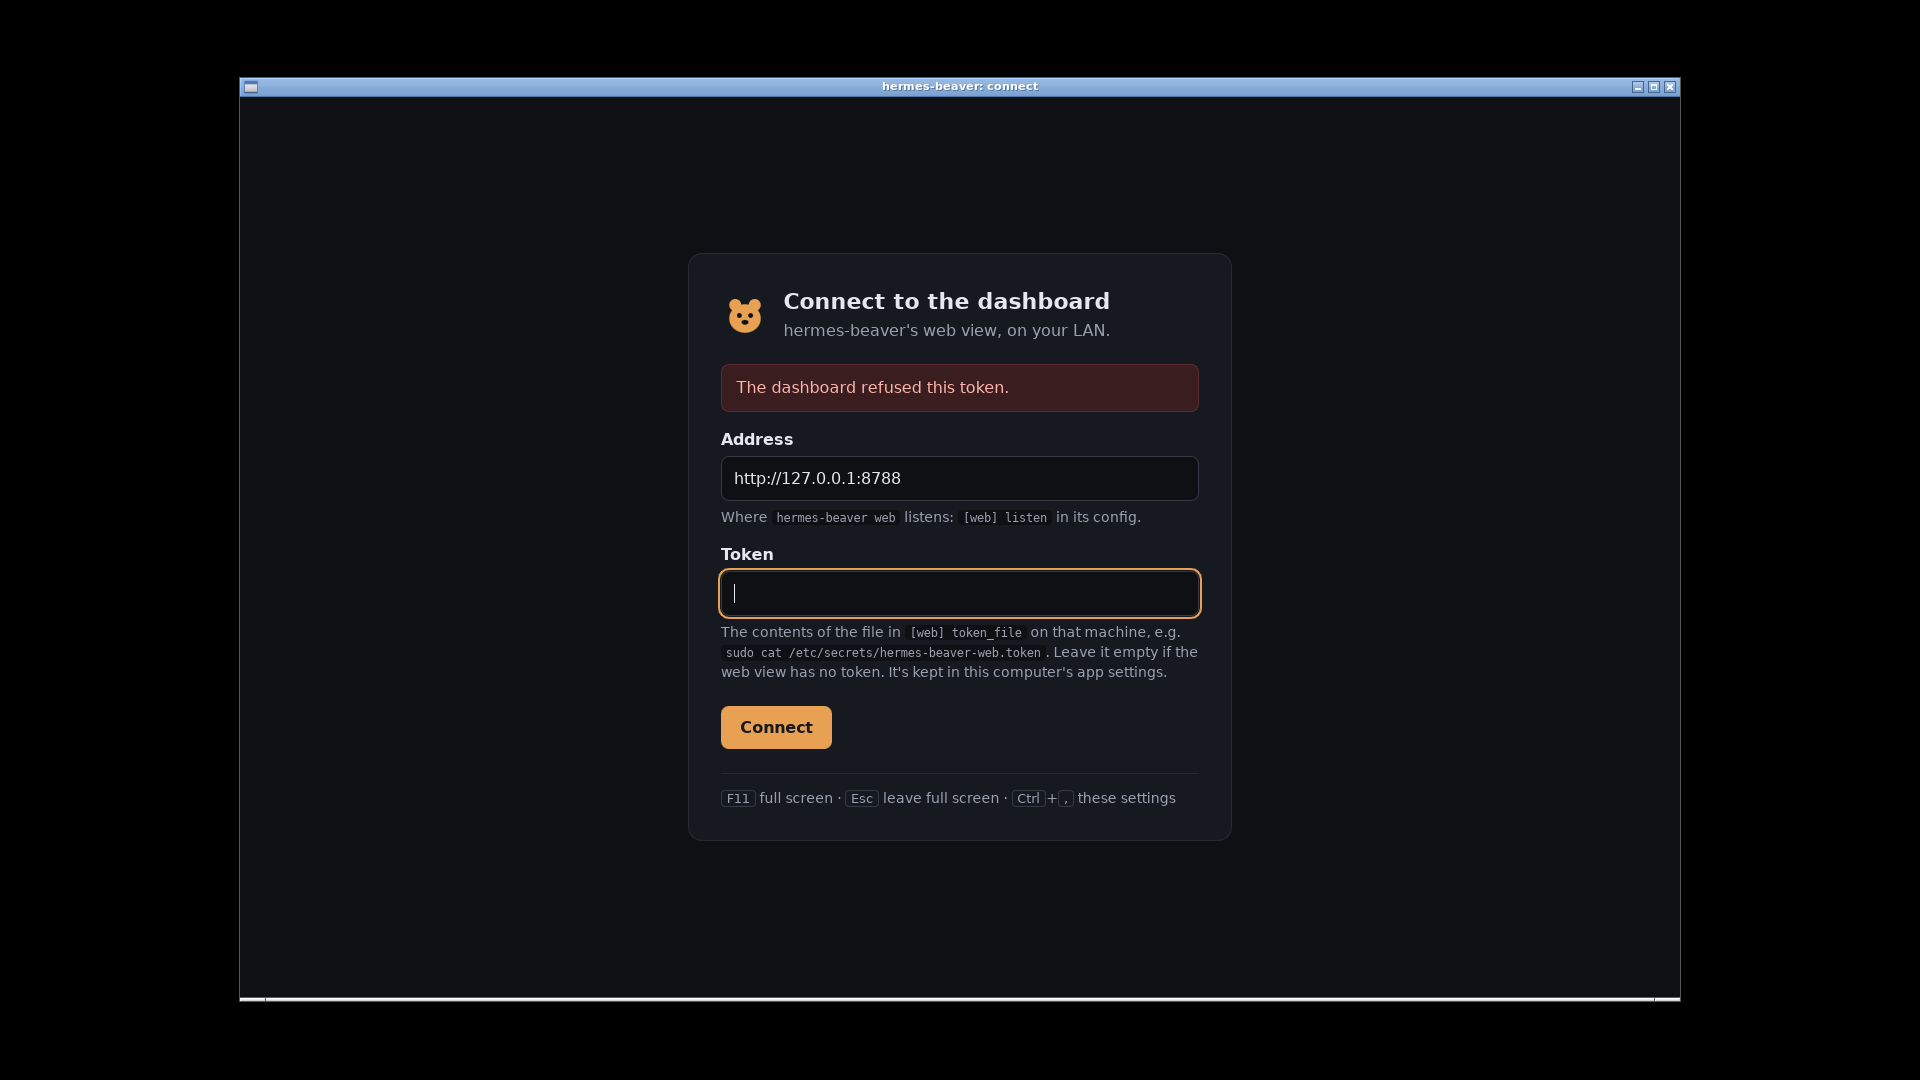 hermes-beaver: connect
Connect to the dashboard
hermes-beaver's web view, on your LAN.
The dashboard refused this token.
Address
http://127.0.0.1:8788
Where hermes-beaver web listens: [web] listen in its config.
Token
The contents of the file in [web] token_file on that machine, e.g.
sudo cat /etc/secrets/hermes-beaver-web.token. Leave it empty if the
web view has no token. It's kept in this computer's app settings.
Connect
F11 full screen · Esc leave full screen · Ctrl+, these settings